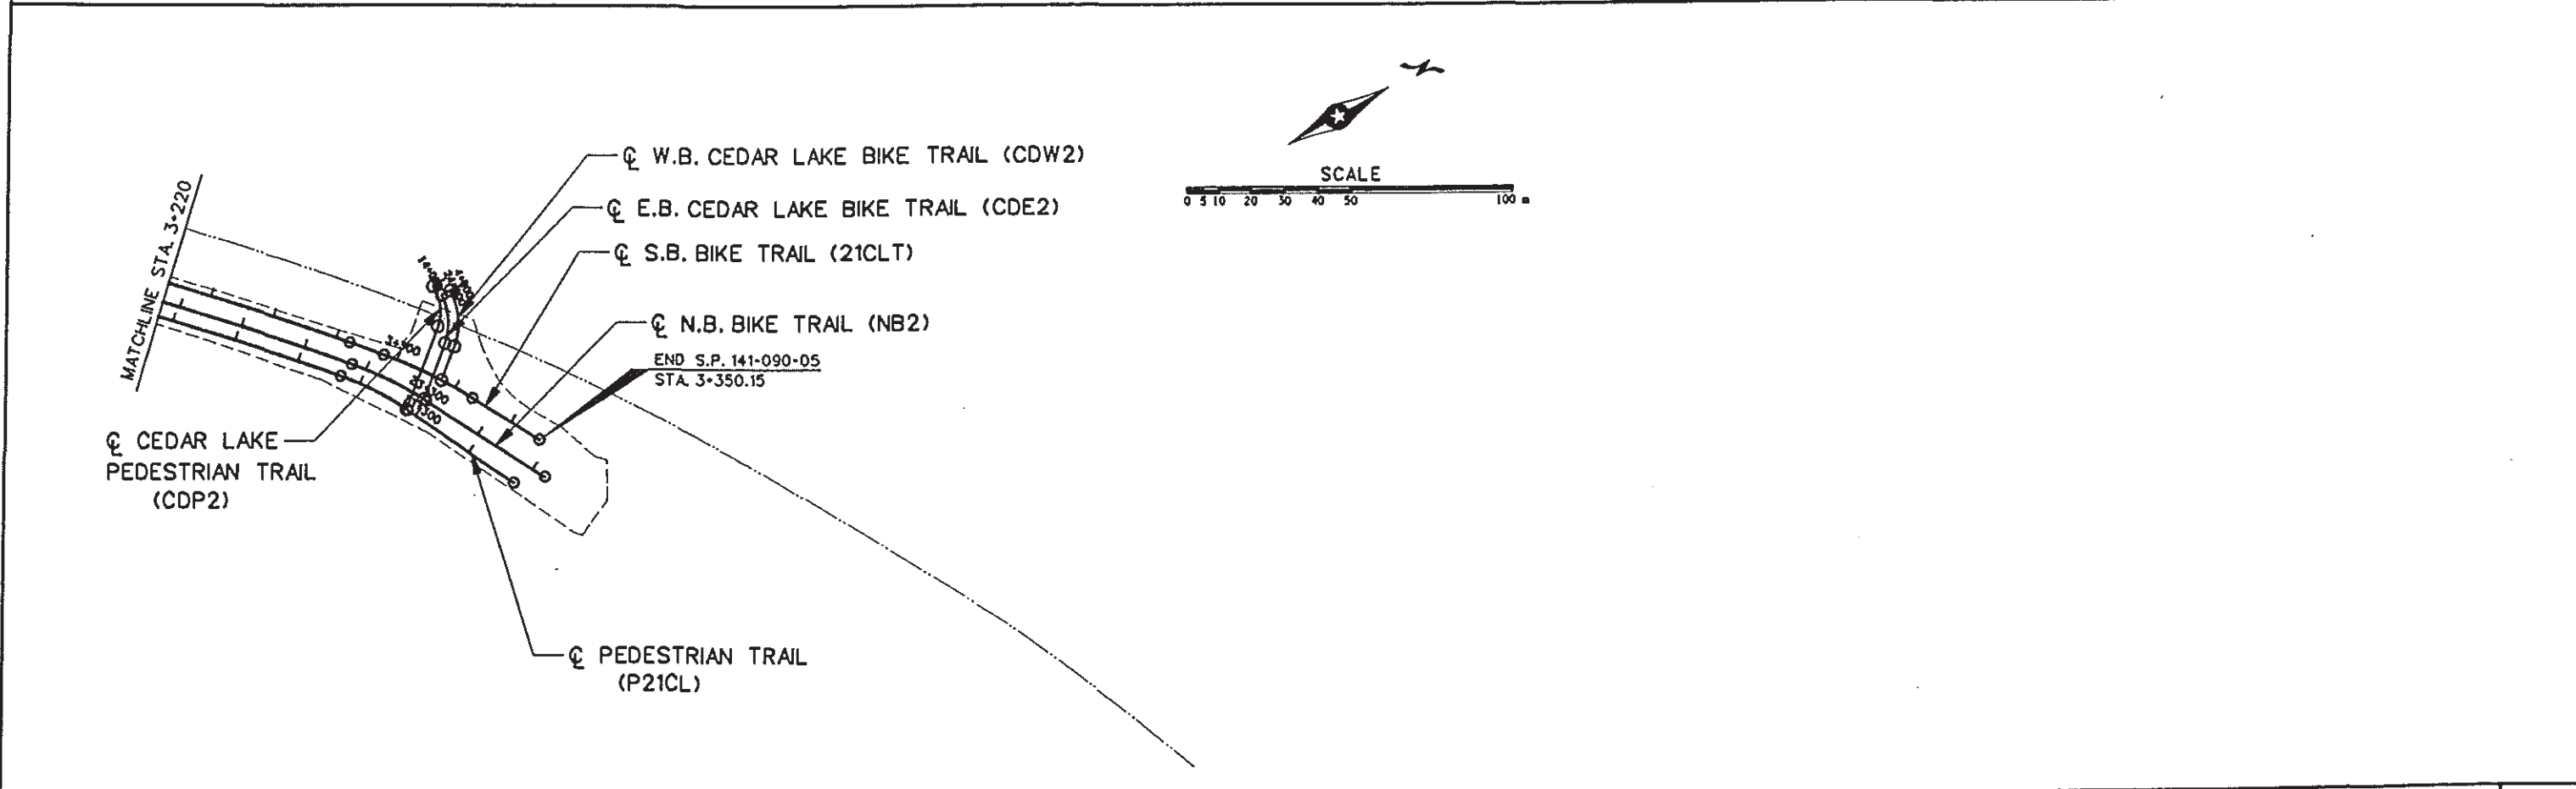 N
SCALE
0 5 10 20 30 40 50 100 m
℄ W.B. CEDAR LAKE BIKE TRAIL (CDW2)
℄ E.B. CEDAR LAKE BIKE TRAIL (CDE2)
℄ S.B. BIKE TRAIL (21CLT)
℄ N.B. BIKE TRAIL (NB2)
END S.P. 141-090-05
STA. 3+350.15
MATCHLINE STA. 3+220
3+300
℄ CEDAR LAKE
PEDESTRIAN TRAIL
(CDP2)
℄ PEDESTRIAN TRAIL
(P21CL)